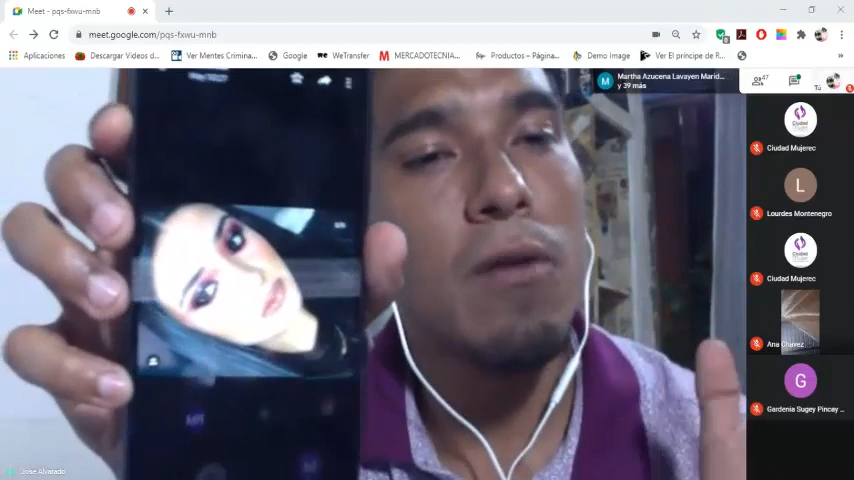 Meet - pqs-fxwu-mnb
meet.google.com/pqs-fxwu-mnb
Aplicaciones
Descargar Videos d...
Ver Mentes Crimina...
Google
WeTransfer
MERCADOTECNIA...
Productos – Página...
Demo Image
Ver El príncipe de R...
M
Martha Azucena Lavayen Marid...
y 39 más
47
Tú
Ciudad Mujerec
L
Lourdes Montenegro
Ciudad Mujerec
Ana Chavez
G
Gardenia Sugey Pincay ...
Jose Alvarado